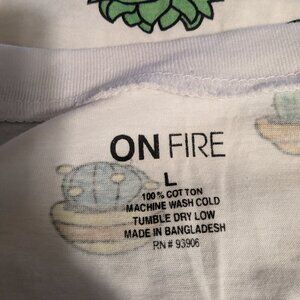 ON FIRE
L
100% COTTON
MACHINE WASH COLD
TUMBLE DRY LOW
MADE IN BANGLADESH
RN# 93906